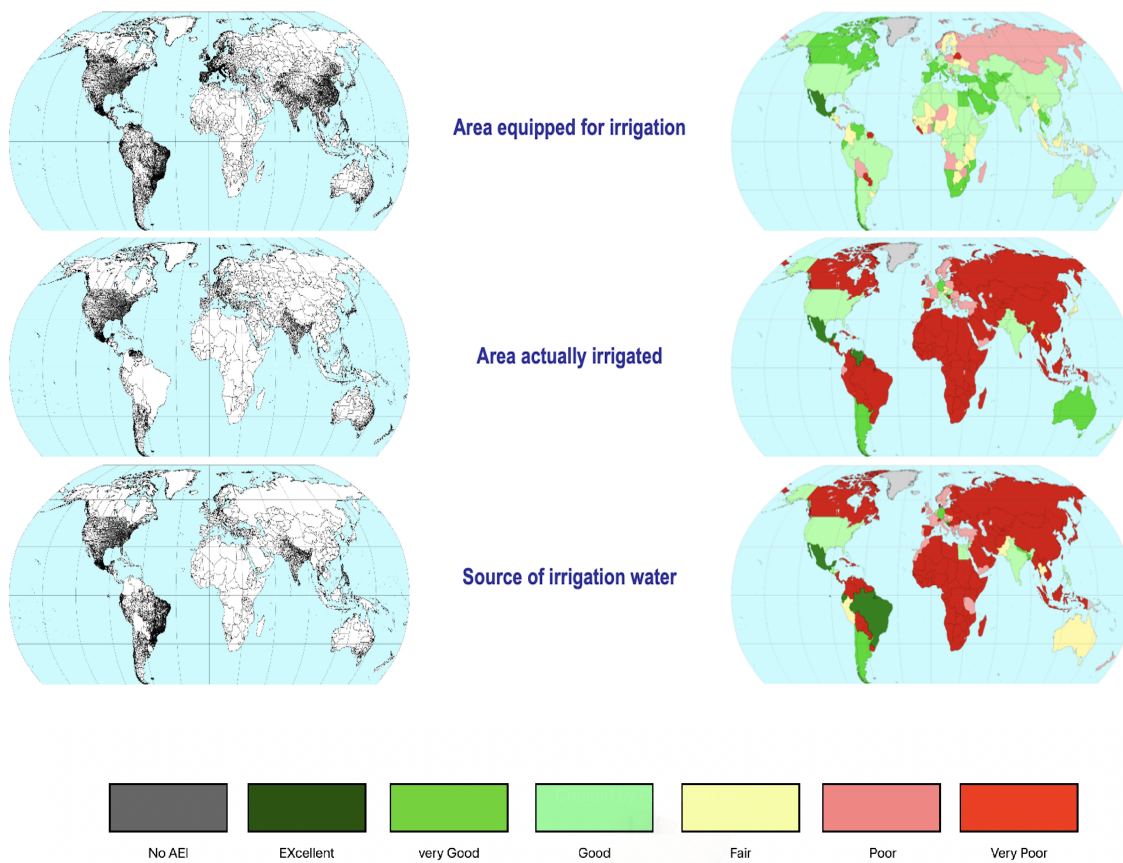 Area equipped for irrigation
Area actually irrigated
Source of irrigation water
No AEI
EXcellent
very Good
Good
Fair
Poor
Very Poor